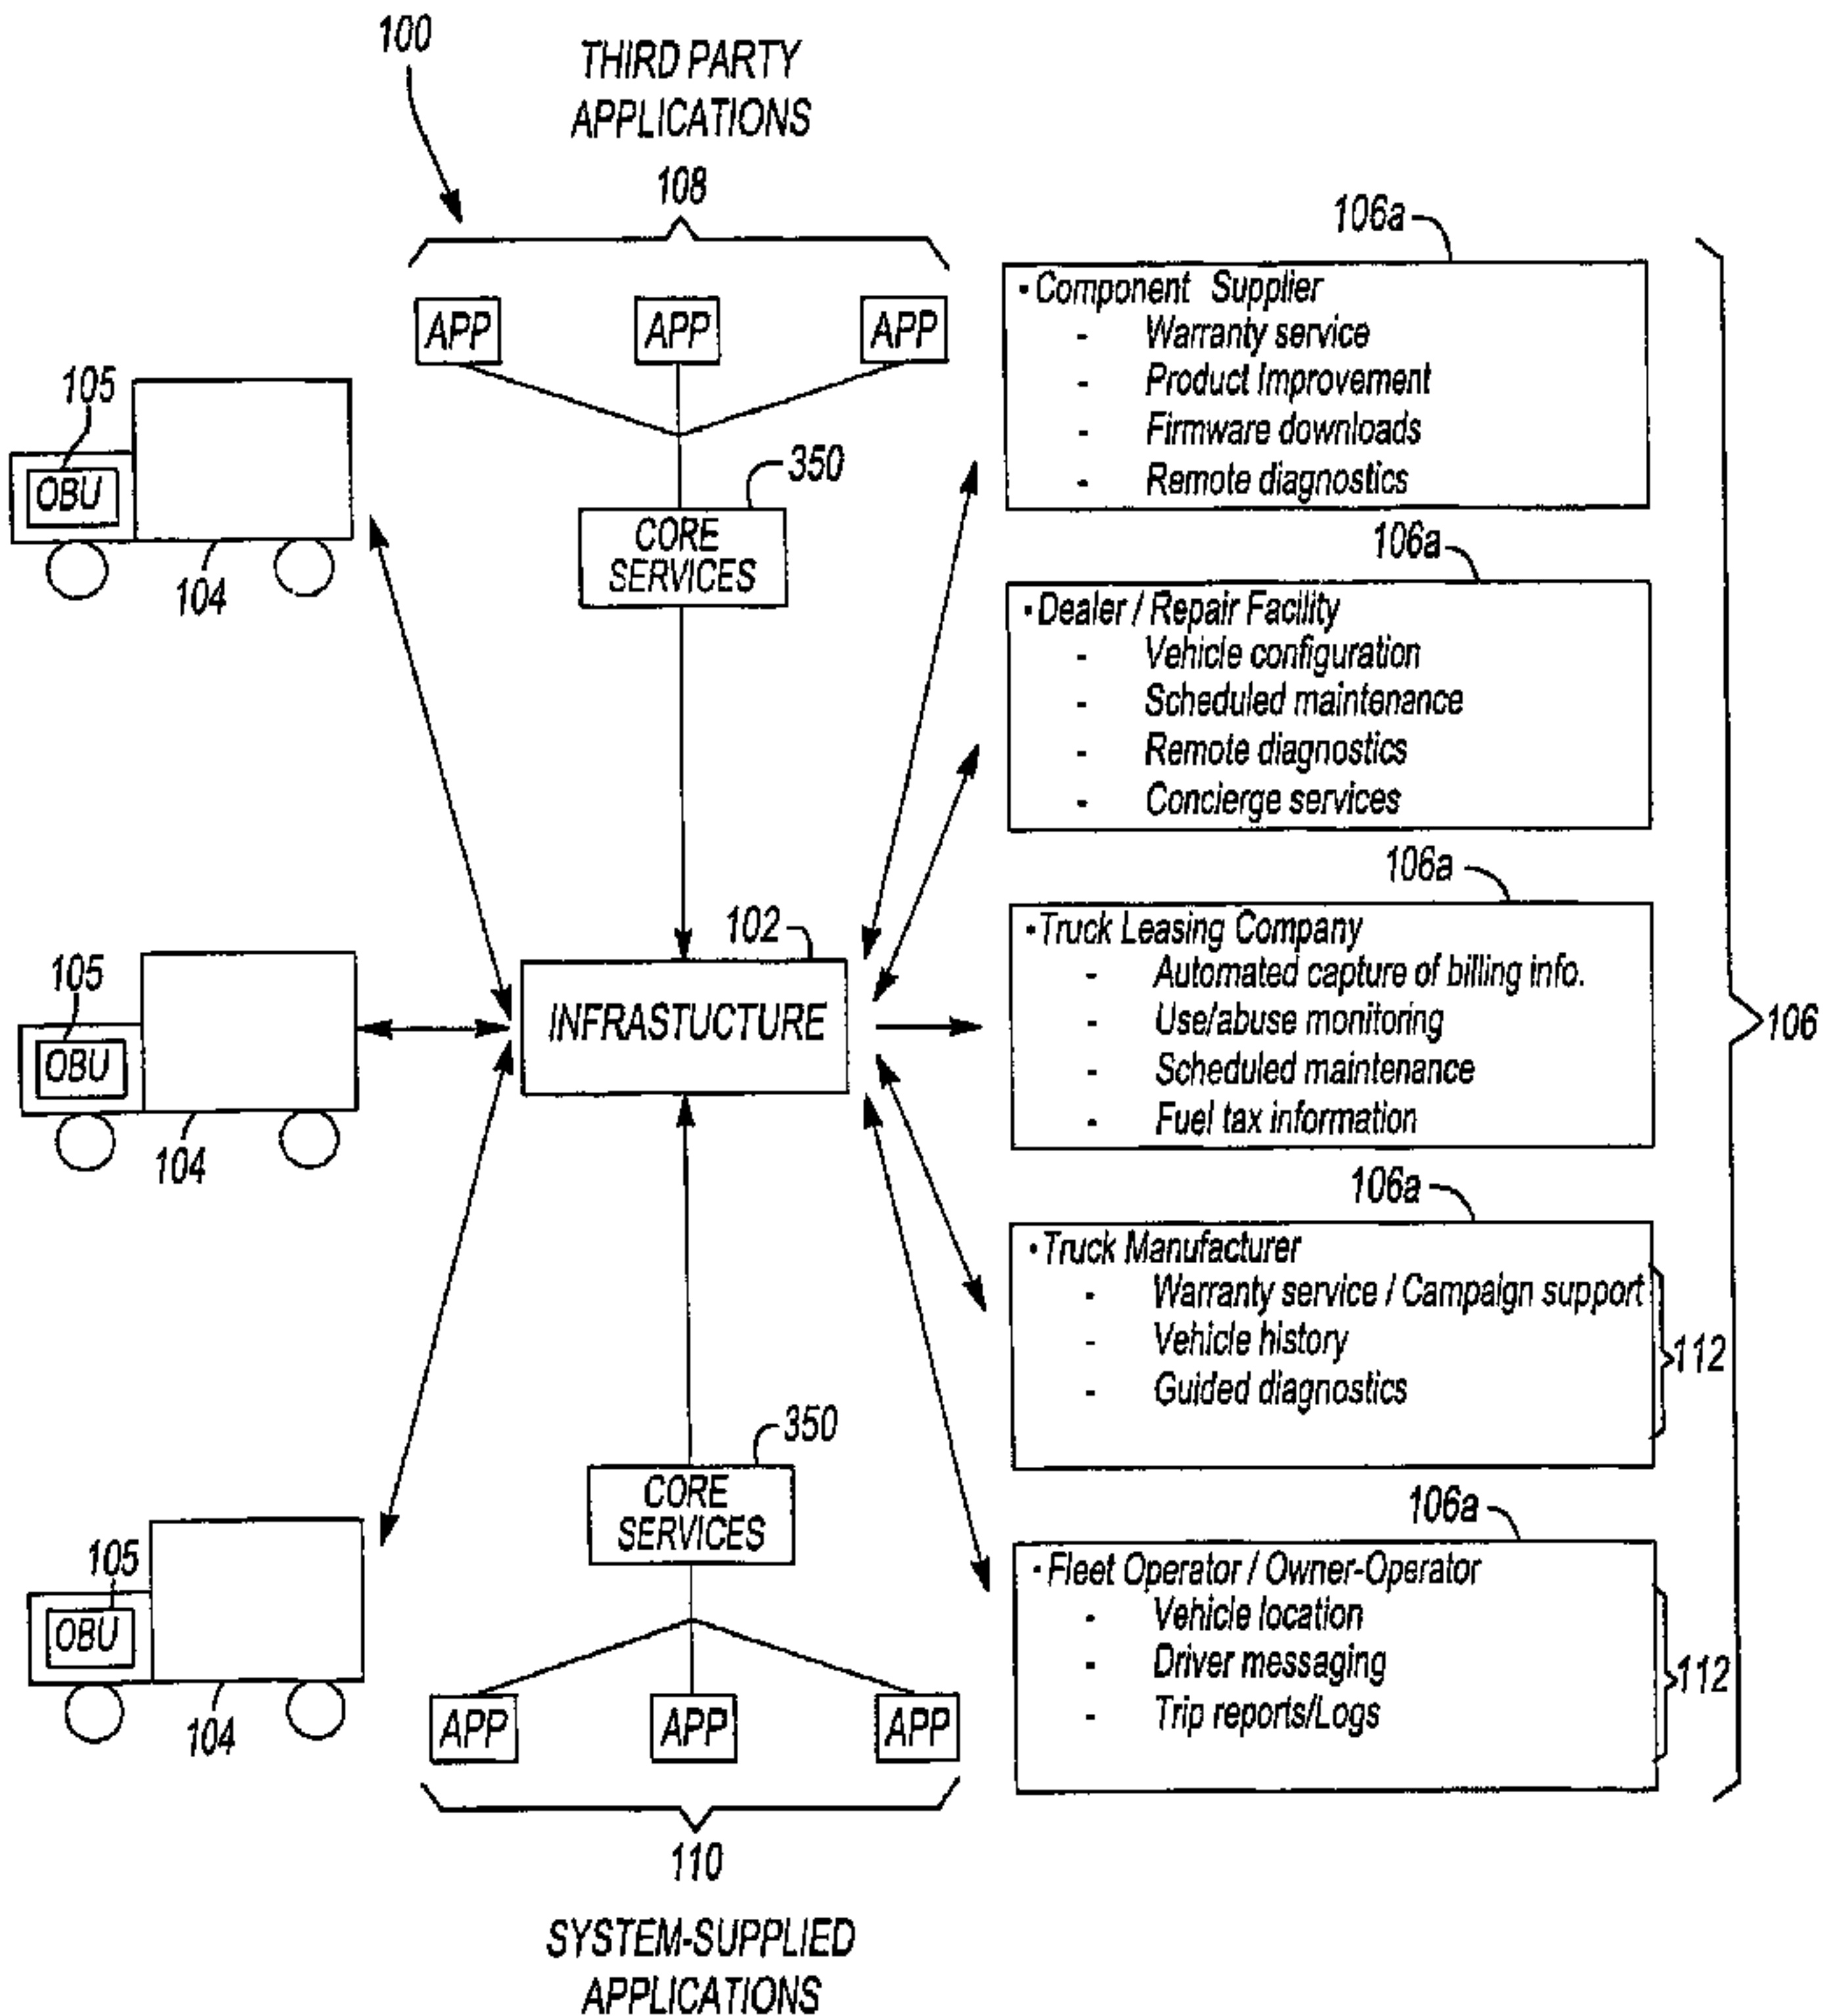 100
THIRD PARTY
APPLICATIONS
108
APP
APP
APP
350
CORE
SERVICES
105
OBU
104
105
OBU
104
105
OBU
104
102
INFRASTUCTURE
350
CORE
SERVICES
APP
APP
APP
110
SYSTEM-SUPPLIED
APPLICATIONS
106a
• Component Supplier
- Warranty service
- Product Improvement
- Firmware downloads
- Remote diagnostics
106a
• Dealer / Repair Facility
- Vehicle configuration
- Scheduled maintenance
- Remote diagnostics
- Concierge services
106a
• Truck Leasing Company
- Automated capture of billing info.
- Use/abuse monitoring
- Scheduled maintenance
- Fuel tax information
106a
• Truck Manufacturer
- Warranty service / Campaign support
- Vehicle history
- Guided diagnostics
112
106a
• Fleet Operator / Owner-Operator
- Vehicle location
- Driver messaging
- Trip reports/Logs
112
106